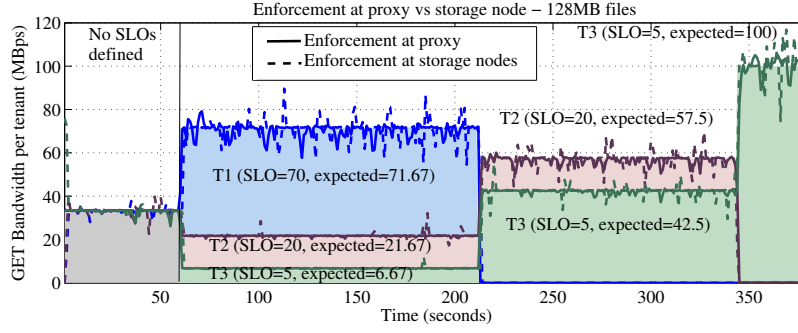 Enforcement at proxy vs storage node – 128MB files
No SLOs
defined
Enforcement at proxy
Enforcement at storage nodes
T3 (SLO=5, expected=100)
T1 (SLO=70, expected=71.67)
T2 (SLO=20, expected=21.67)
T3 (SLO=5, expected=6.67)
T2 (SLO=20, expected=57.5)
T3 (SLO=5, expected=42.5)
GET Bandwidth per tenant (MBps)
120
100
80
60
40
20
0
50 100 150 200 250 300 350
Time (seconds)